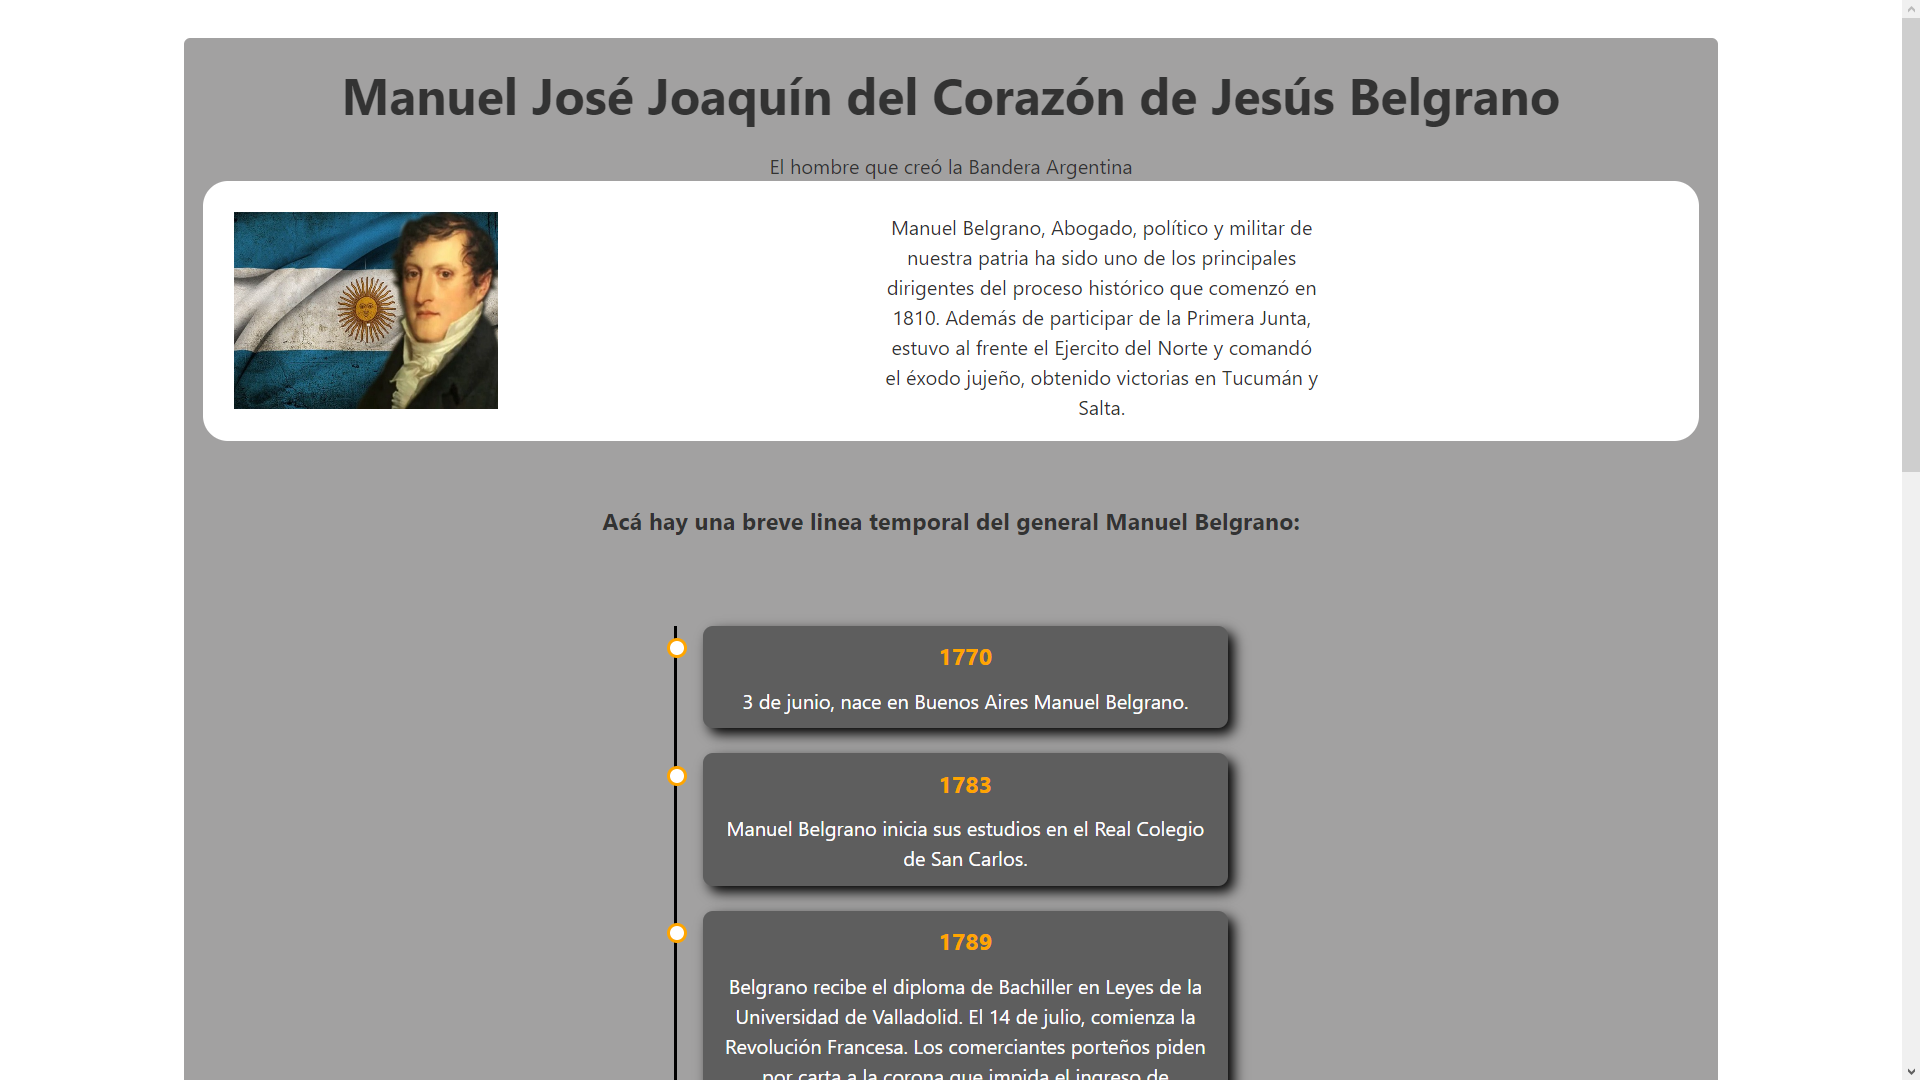 Manuel José Joaquín del Corazón de Jesús Belgrano
El hombre que creó la Bandera Argentina
Manuel Belgrano, Abogado, político y militar de
nuestra patria ha sido uno de los principales
dirigentes del proceso histórico que comenzó en
1810. Además de participar de la Primera Junta,
estuvo al frente el Ejercito del Norte y comandó
el éxodo jujeño, obtenido victorias en Tucumán y
Salta.
Acá hay una breve linea temporal del general Manuel Belgrano:
1770
3 de junio, nace en Buenos Aires Manuel Belgrano.
1783
Manuel Belgrano inicia sus estudios en el Real Colegio
de San Carlos.
1789
Belgrano recibe el diploma de Bachiller en Leyes de la
Universidad de Valladolid. El 14 de julio, comienza la
Revolución Francesa. Los comerciantes porteños piden
por carta a la corona que impida el ingreso de